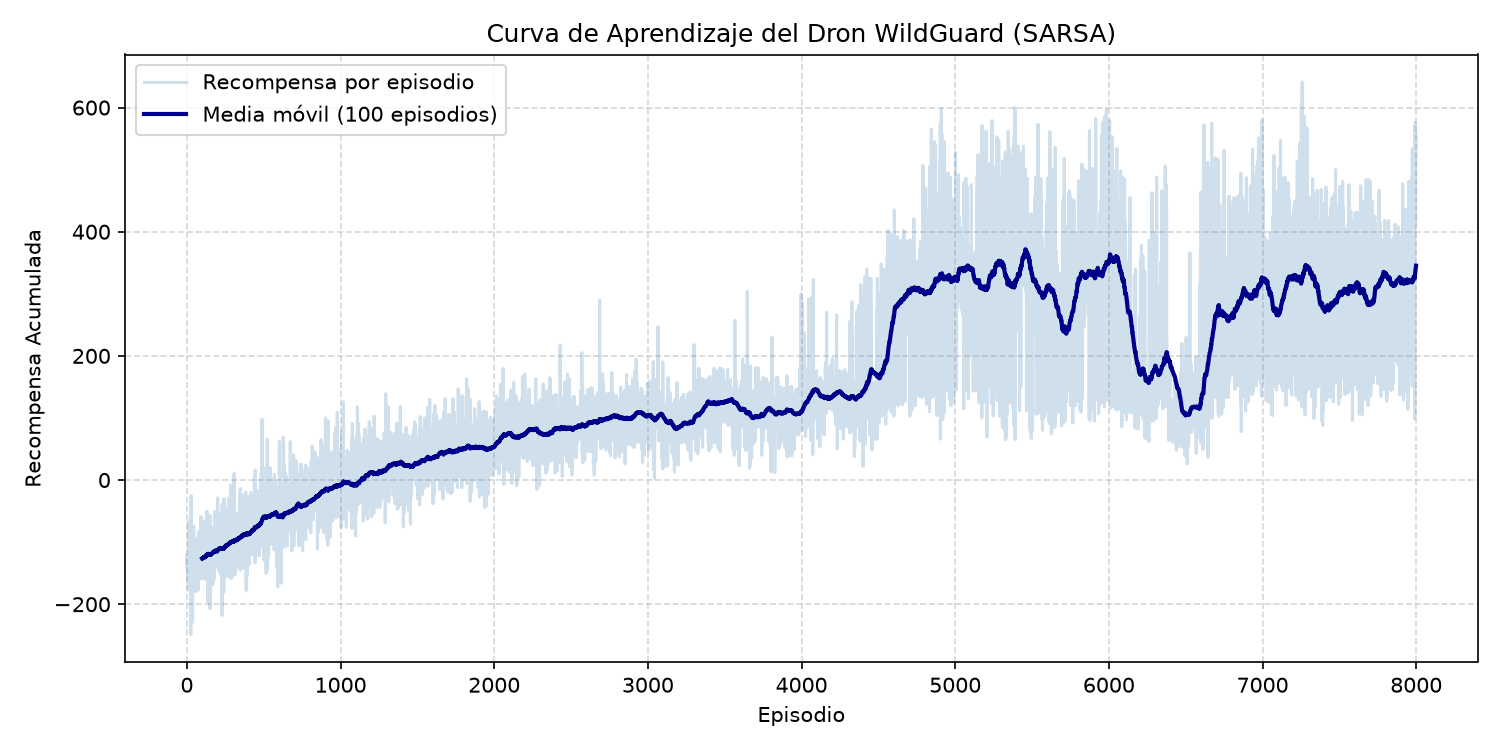 Curva de Aprendizaje del Dron WildGuard (SARSA)
Recompensa por episodio
Media móvil (100 episodios)
Recompensa Acumulada
600
400
200
0
−200
0 1000 2000 3000 4000 5000 6000 7000 8000
Episodio